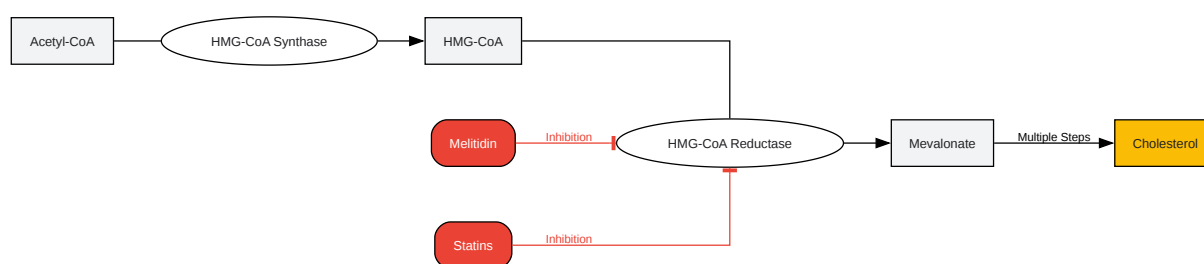 Acetyl-CoA
HMG-CoA Synthase
HMG-CoA
Melitidin
Inhibition
HMG-CoA Reductase
Mevalonate
Multiple Steps
Cholesterol
Statins
Inhibition